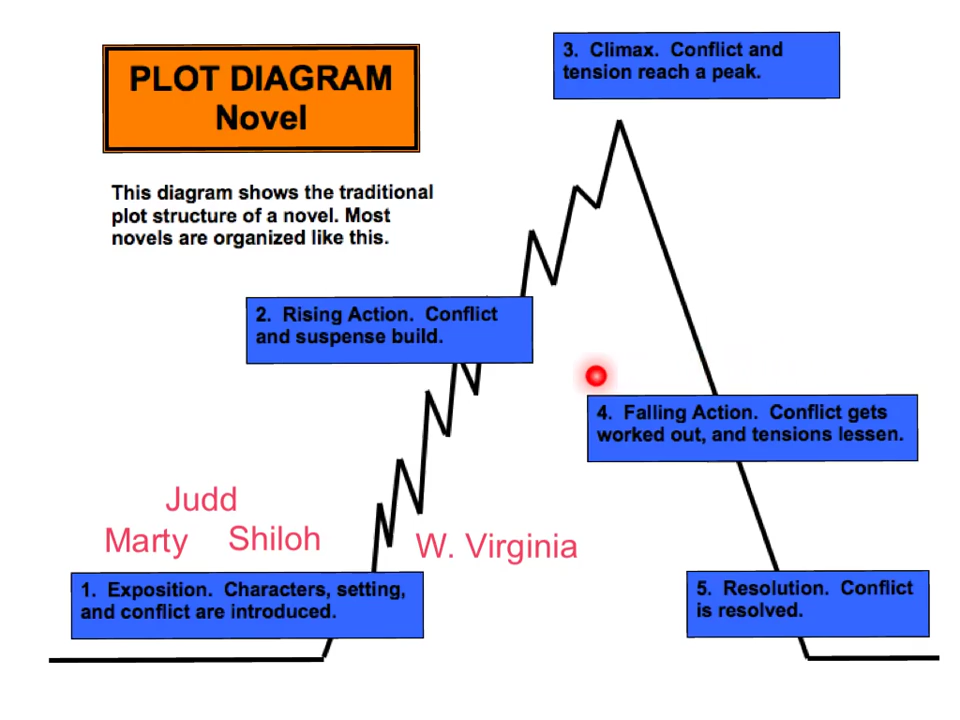 PLOT DIAGRAM
Novel
This diagram shows the traditional
plot structure of a novel. Most
novels are organized like this.
3. Climax. Conflict and
tension reach a peak.
2. Rising Action. Conflict
and suspense build.
4. Falling Action. Conflict gets
worked out, and tensions lessen.
Judd
Marty
Shiloh
W. Virginia
1. Exposition. Characters, setting,
and conflict are introduced.
5. Resolution. Conflict
is resolved.